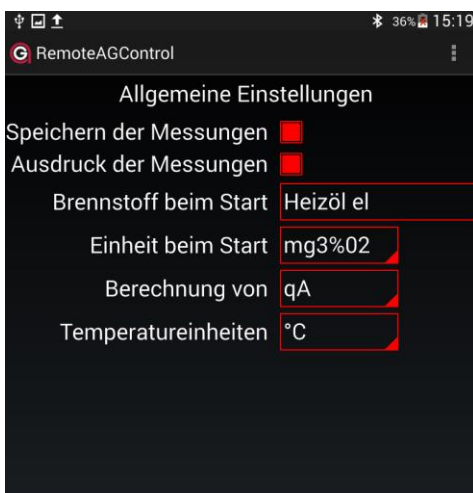 36% 15:19
RemoteAGControl
Allgemeine Einstellungen
Speichern der Messungen
Ausdruck der Messungen
Brennstoff beim Start Heizöl el
Einheit beim Start mg3%02
Berechnung von qA
Temperatureinheiten °C